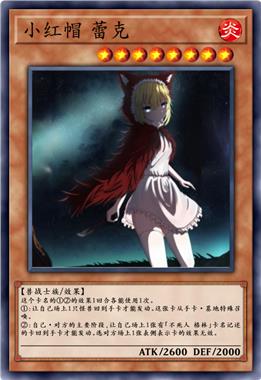 小红帽 蕾克
炎
【兽战士族/效果】
这个卡名的①②的效果1回合各能使用1次。
①:让自己场上1只怪兽回到手卡才能发动。这张卡从手卡·墓地特殊召唤。
②:自己·对方的主要阶段,让自己场上1张有「不死人 格林」卡名记述的卡回到手卡才能发动。选对方场上1张表侧表示卡的效果无效。
ATK/2600 DEF/2000